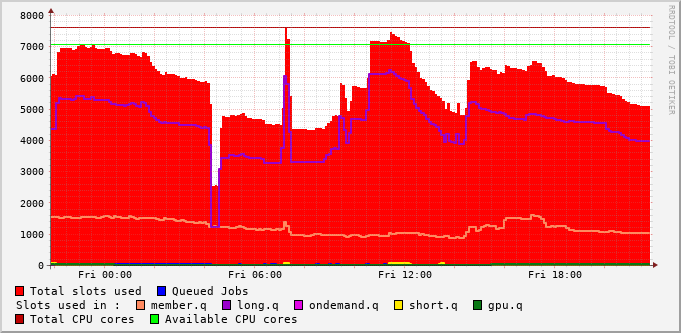 8000
7000
6000
5000
4000
3000
2000
1000
0
Fri 00:00 Fri 06:00 Fri 12:00 Fri 18:00
RRDTOOL / TOBI OETIKER
Total slots used Queued Jobs
Slots used in : member.q long.q ondemand.q short.q gpu.q
Total CPU cores Available CPU cores